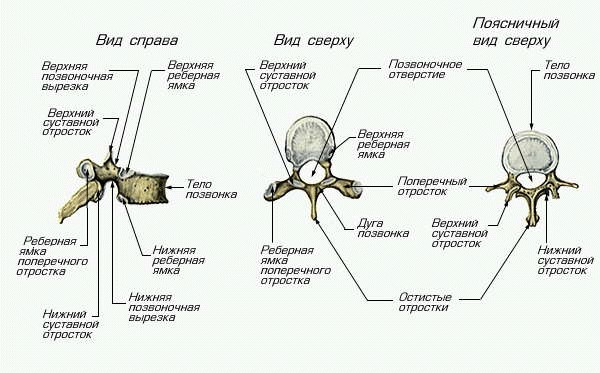 Вид справа
Верхняя
позвоночная
вырезка
Верхняя
реберная
ямка
Верхний
суставной
отросток
Тело
позвонка
Реберная
ямка
поперечного
отростка
Нижняя
реберная
ямка
Нижняя
позвоночная
вырезка
Нижний
суставной
отросток
Вид сверху
Верхний
суставной
отросток
Позвоночное
отверстие
Верхняя
реберная
ямка
Поперечный
отросток
Дуга
позвонка
Реберная
ямка
поперечного
отростка
Остистые
отростки
Поясничный
вид сверху
Тело
позвонка
Верхний
суставной
отросток
Нижний
суставной
отросток